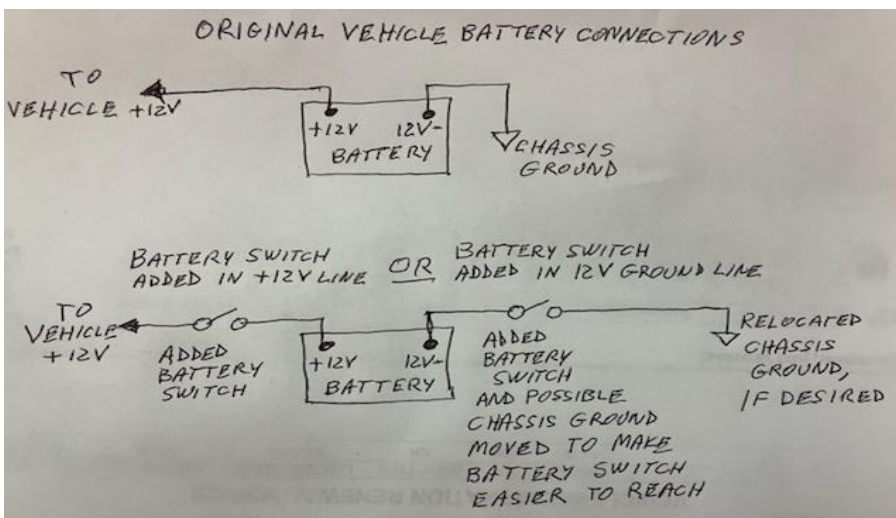 ORIGINAL VEHICLE BATTERY CONNECTIONS
TO
VEHICLE +12V
+12V 12V-
BATTERY
CHASSIS
GROUND
BATTERY SWITCH
ADDED IN +12V LINE
OR
BATTERY SWITCH
ADDED IN 12V GROUND LINE
TO
VEHICLE
+12V
ADDED
BATTERY
SWITCH
+12V 12V-
BATTERY
ADDED
BATTERY
SWITCH
AND POSSIBLE
CHASSIS GROUND
MOVED TO MAKE
BATTERY SWITCH
EASIER TO REACH
RELOCATED
CHASSIS
GROUND,
IF DESIRED